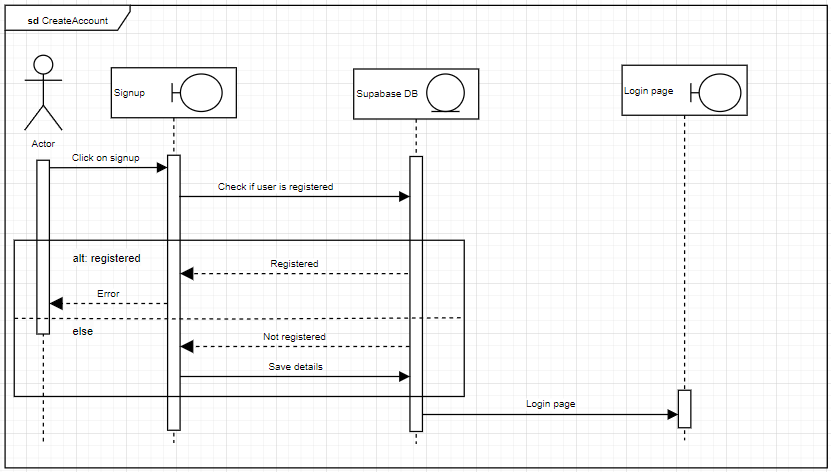 sd CreateAccount
Signup
Supabase DB
Login page
Actor
Click on signup
Check if user is registered
alt: registered
Registered
Error
else
Not registered
Save details
Login page